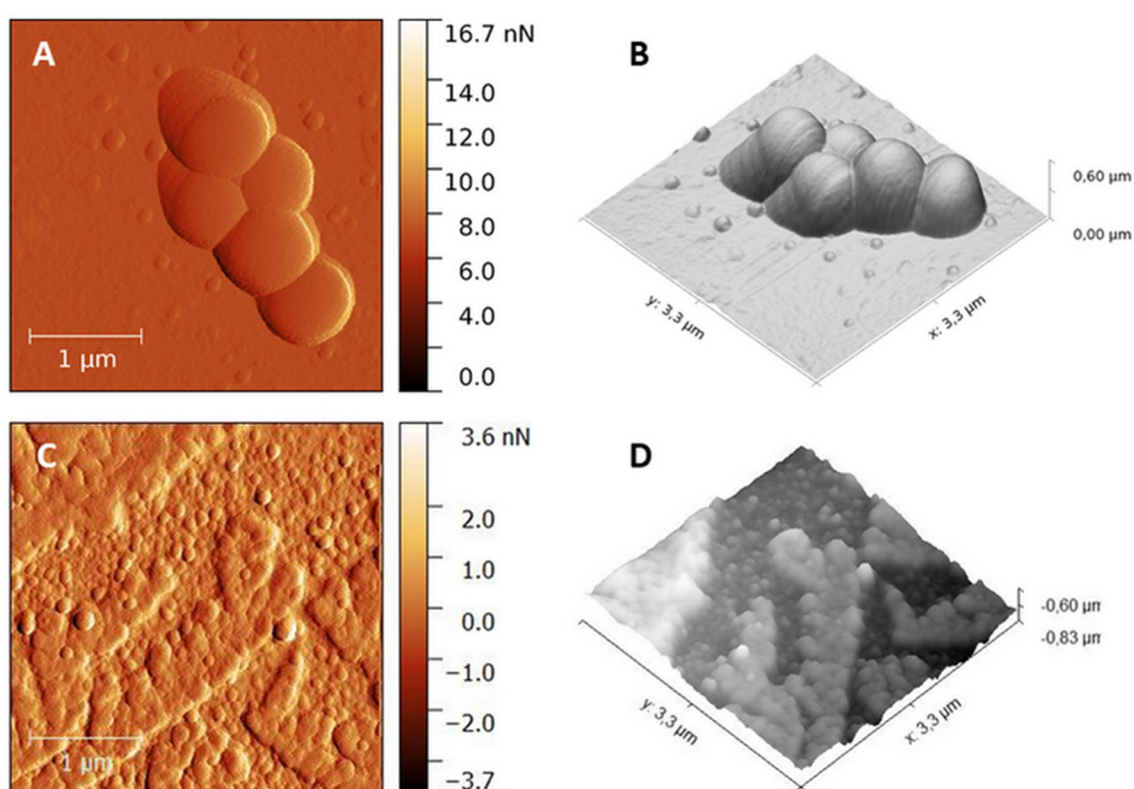 A
16.7 nN
14.0
12.0
10.0
8.0
6.0
4.0
0.0
1 µm
B
0,60 µm
0,00 µm
y: 3,3 µm
x: 3,3 µm
C
3.6 nN
2.0
1.0
0.0
−1.0
−2.0
−3.7
1 µm
D
-0,60 µm
-0,83 µm
y: 3,3 µm
x: 3,3 µm